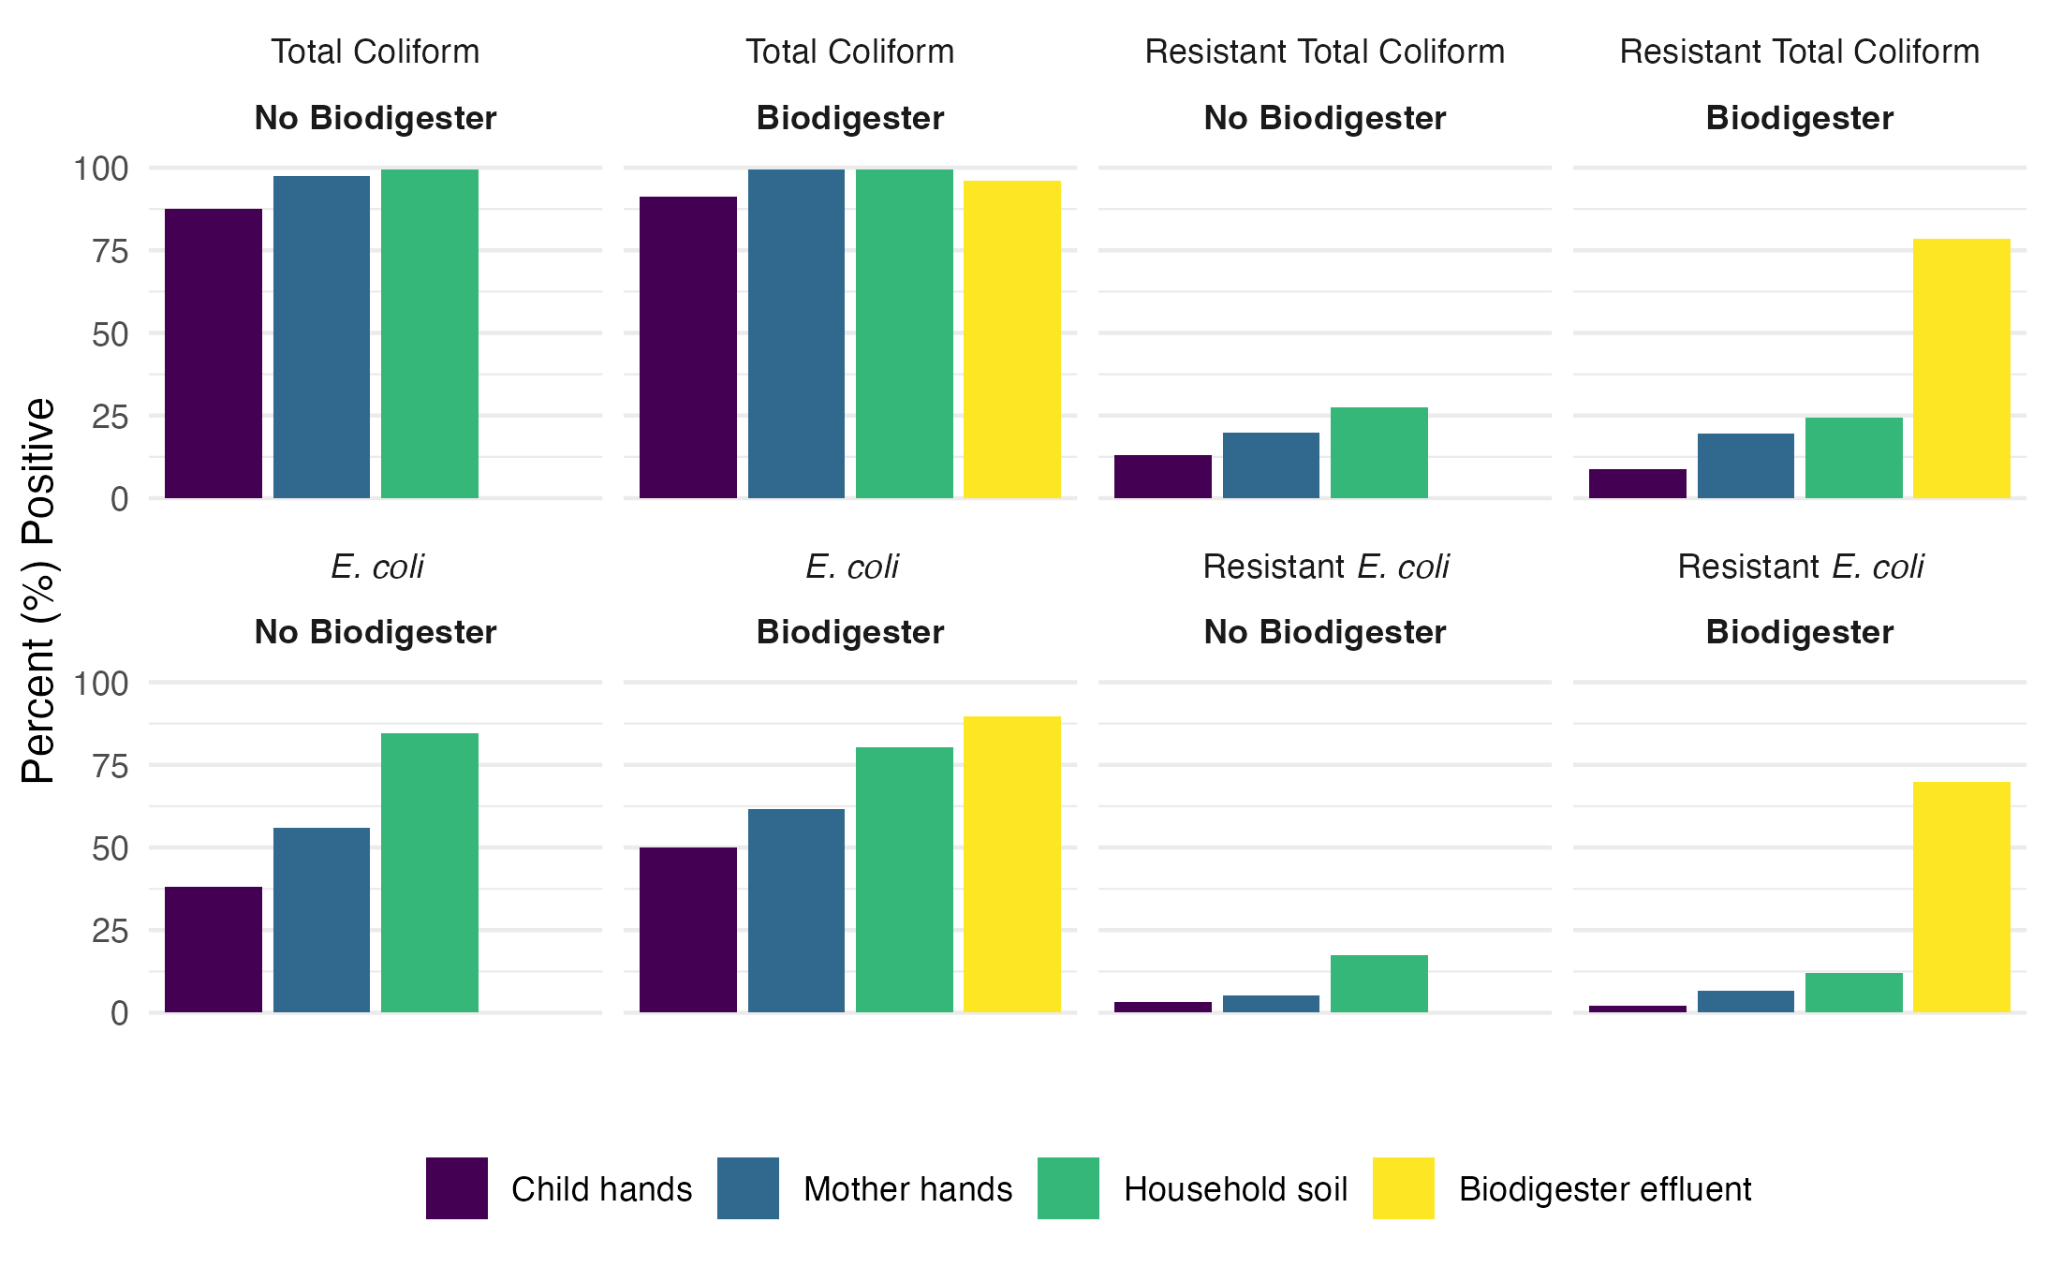 Total Coliform
Total Coliform
Resistant Total Coliform
Resistant Total Coliform
No Biodigester
Biodigester
No Biodigester
Biodigester
100
75
50
25
0
Percent (%) Positive
E. coli
E. coli
Resistant E. coli
Resistant E. coli
No Biodigester
Biodigester
No Biodigester
Biodigester
100
75
50
25
0
Child hands
Mother hands
Household soil
Biodigester effluent